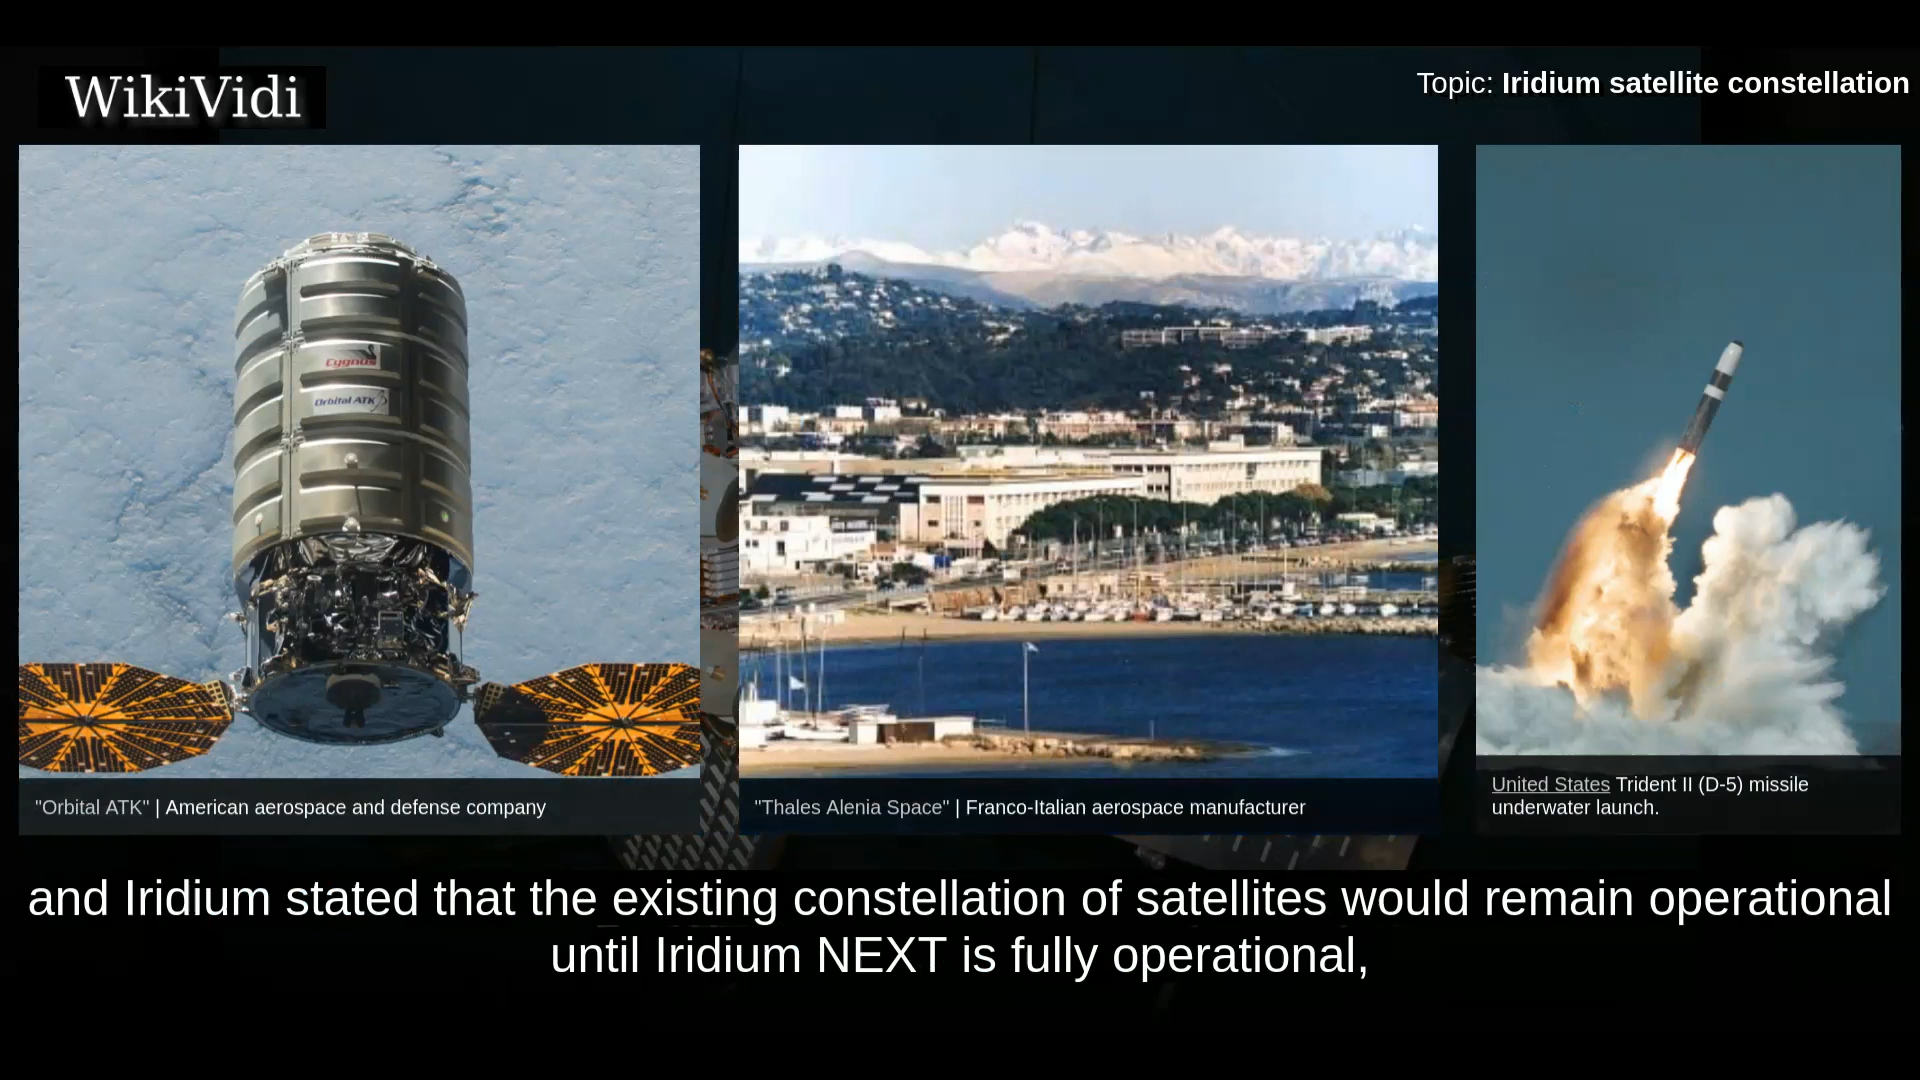 WikiVidi
Topic: Iridium satellite constellation
Cygnus
Orbital ATK
"Orbital ATK" | American aerospace and defense company
"Thales Alenia Space" | Franco-Italian aerospace manufacturer
United States Trident II (D-5) missile
underwater launch.
and Iridium stated that the existing constellation of satellites would remain operational
until Iridium NEXT is fully operational,